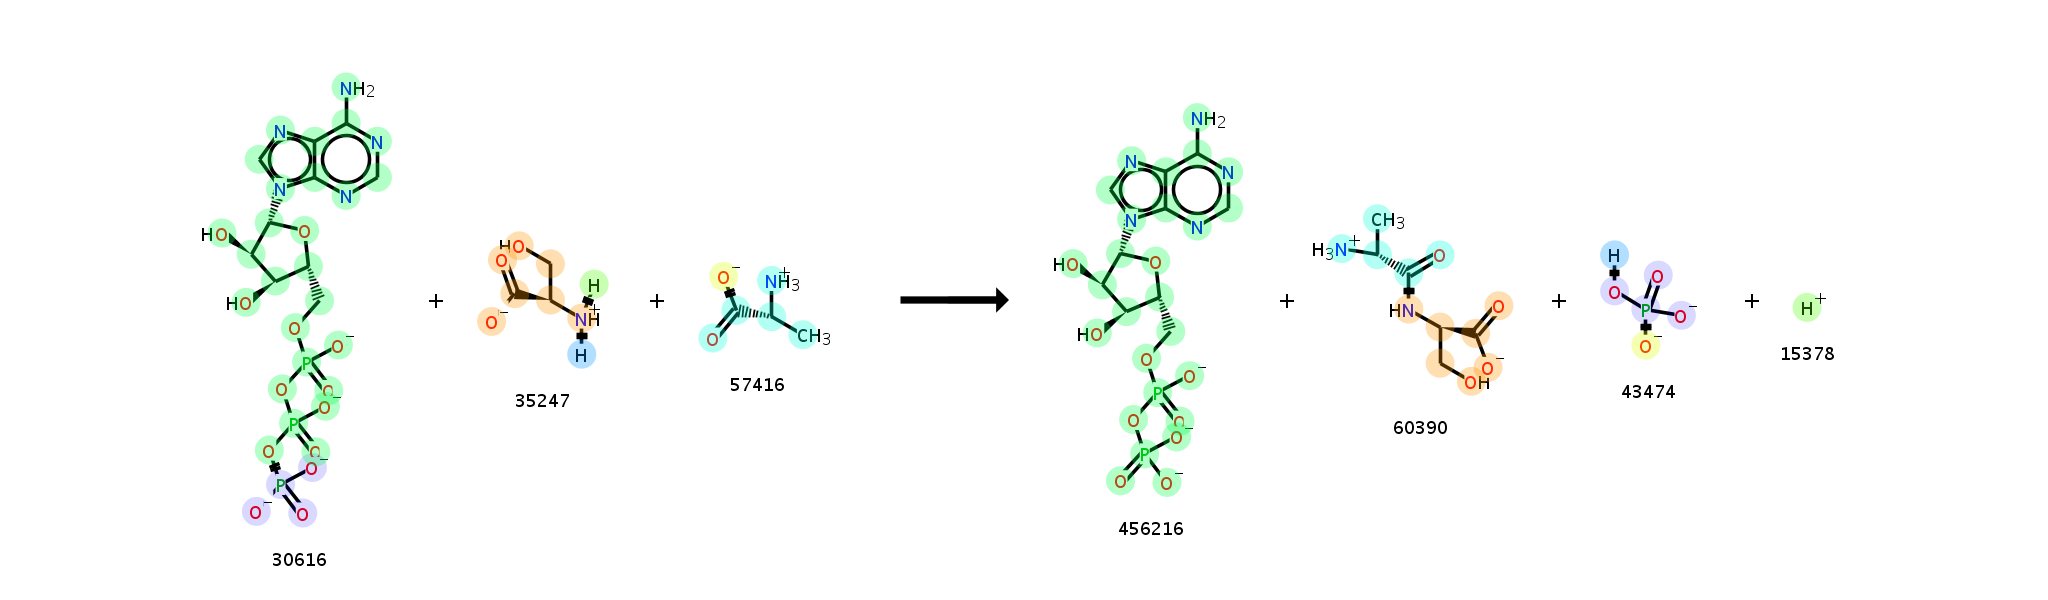 NH2
N
N
N
N
HO
O
HO
O
O−
P
O
O
O−
P
O
O
O−
P
O−
O
30616
+
HO
O
O−
H
NH+
H
35247
+
O−
NH3+
O
CH3
57416
+
NH2
N
N
N
N
HO
O
HO
O
O−
P
O
O
O−
P
O
O−
456216
+
CH3
H3N+
O
HN
O
O−
OH
60390
+
H
O
O
P
O−
O−
43474
+
H+
15378